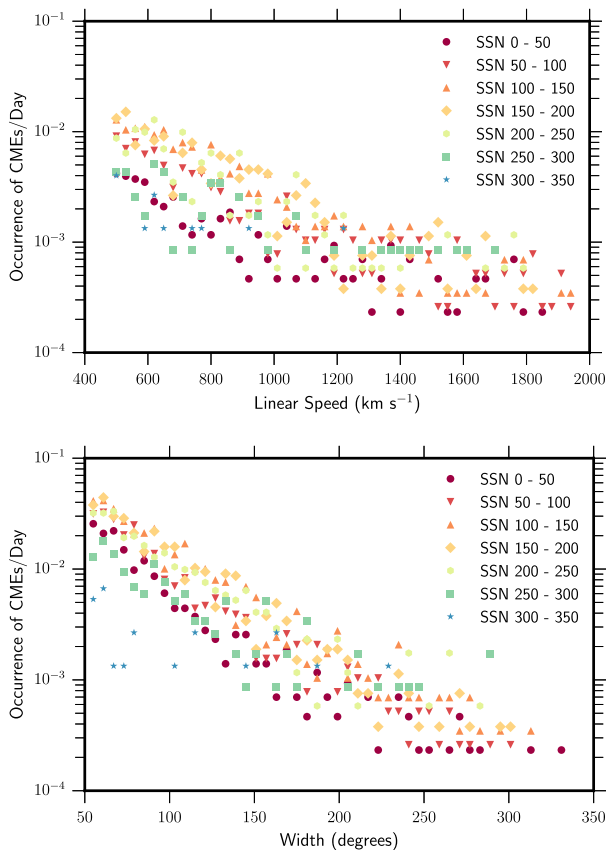 10⁻¹
10⁻²
10⁻³
10⁻⁴
Occurrence of CMEs/Day
SSN 0 - 50
SSN 50 - 100
SSN 100 - 150
SSN 150 - 200
SSN 200 - 250
SSN 250 - 300
SSN 300 - 350
400 600 800 1000 1200 1400 1600 1800 2000
Linear Speed (km s⁻¹)
10⁻¹
10⁻²
10⁻³
10⁻⁴
Occurrence of CMEs/Day
SSN 0 - 50
SSN 50 - 100
SSN 100 - 150
SSN 150 - 200
SSN 200 - 250
SSN 250 - 300
SSN 300 - 350
50 100 150 200 250 300 350
Width (degrees)